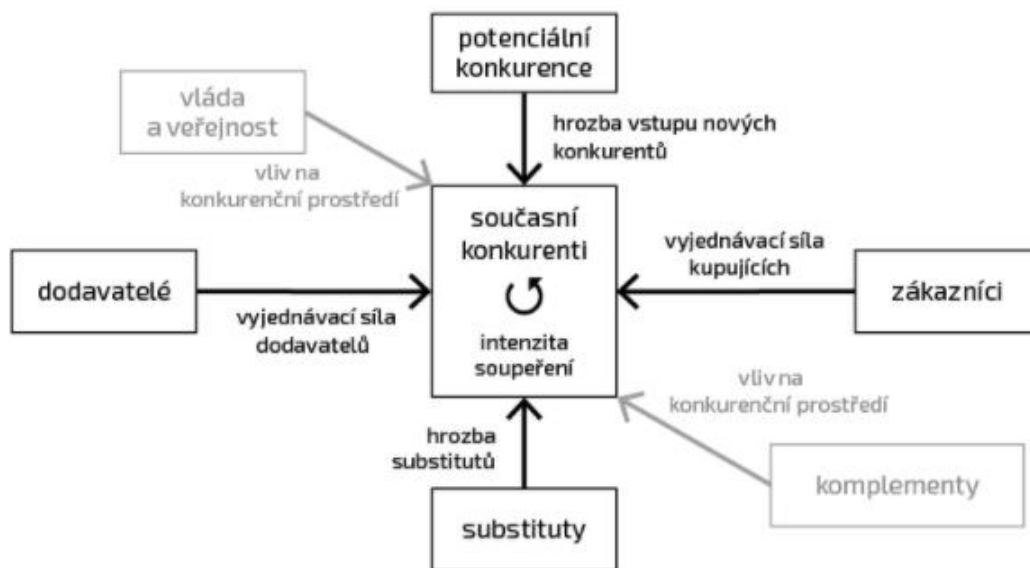 potenciální
konkurence
vláda
a veřejnost
hrozba vstupu nových
konkurentů
vliv na
konkurenční prostředí
současní
konkurenti
vyjednávací síla
kupujících
dodavatelé
zákazníci
vyjednávací síla
dodavatelů
intenzita
soupeření
vliv na
konkurenční prostředí
hrozba
substitutů
komplementy
substituty